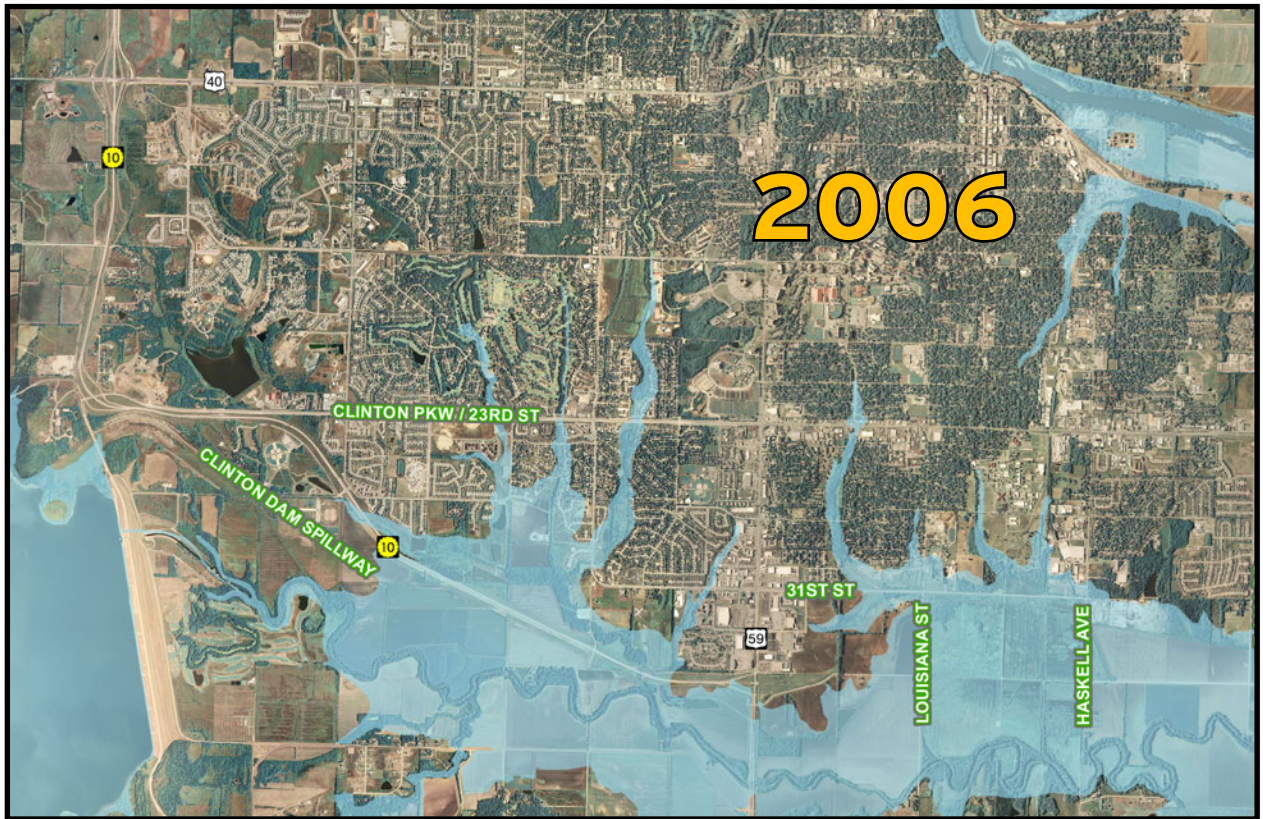 40
10
2006
CLINTON PKW / 23RD ST
CLINTON DAM SPILLWAY
10
31ST ST
59
LOUISIANA ST
HASKELL AVE